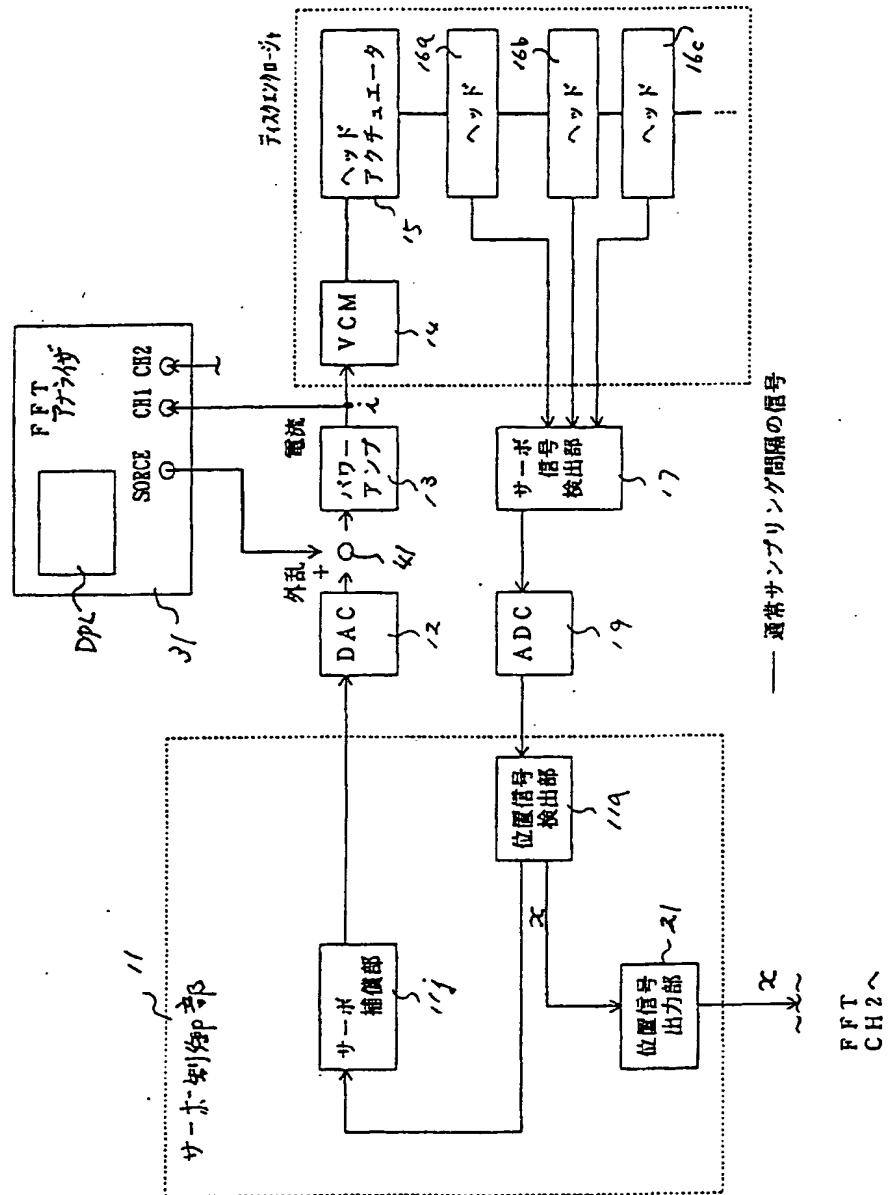 FFT
アナライザ
DPL
SORCE
CH1
CH2
31
ディスクエンクロージャ
ヘッド
アクチュエータ
15
ヘッド
16a
ヘッド
16b
ヘッド
16c
VCM
14
電流
i
パワー
アンプ
13
外乱
+
41
DAC
12
サーボ
信号
検出部
17
ADC
19
11
サーボ制御部
サーボ
補償部
11j
位置信号
検出部
11a
x
位置信号
出力部
21
x
FFT
CH2へ
── 通常サンプリング間隔の信号